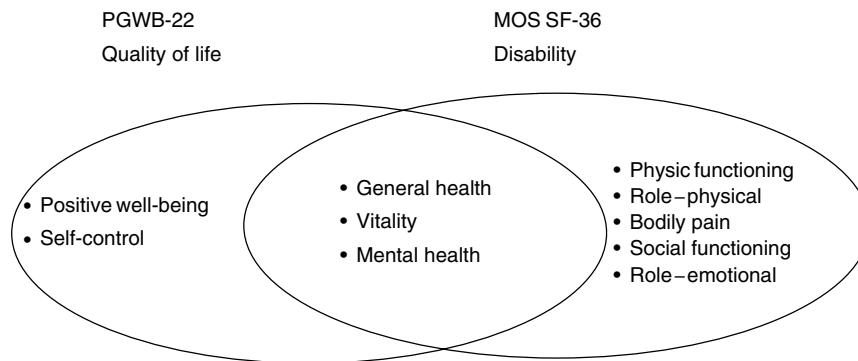 PGWB-22
Quality of life
MOS SF-36
Disability
• Positive well-being
• Self-control
• General health
• Vitality
• Mental health
• Physic functioning
• Role–physical
• Bodily pain
• Social functioning
• Role–emotional